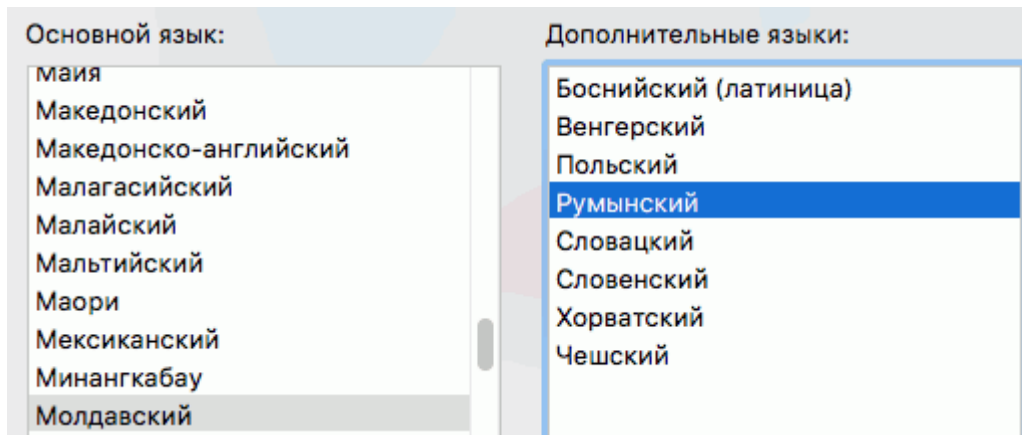 Основной язык:
Майя
Македонский
Македонско-английский
Малагасийский
Малайский
Мальтийский
Маори
Мексиканский
Минангкабау
Молдавский
Дополнительные языки:
Боснийский (латиница)
Венгерский
Польский
Румынский
Словацкий
Словенский
Хорватский
Чешский